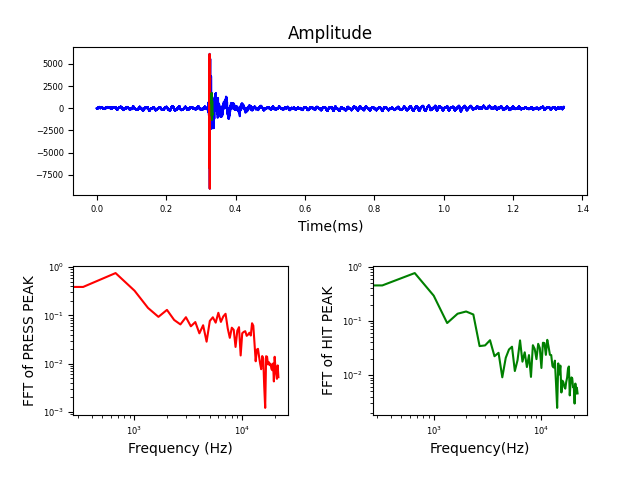 Amplitude
5000
2500
0
−2500
−5000
−7500
0.0 0.2 0.4 0.6 0.8 1.0 1.2 1.4
Time(ms)
FFT of PRESS PEAK
10⁰
10⁻¹
10⁻²
10⁻³
10³ 10⁴
Frequency (Hz)
FFT of HIT PEAK
10⁰
10⁻¹
10⁻²
10³ 10⁴
Frequency(Hz)